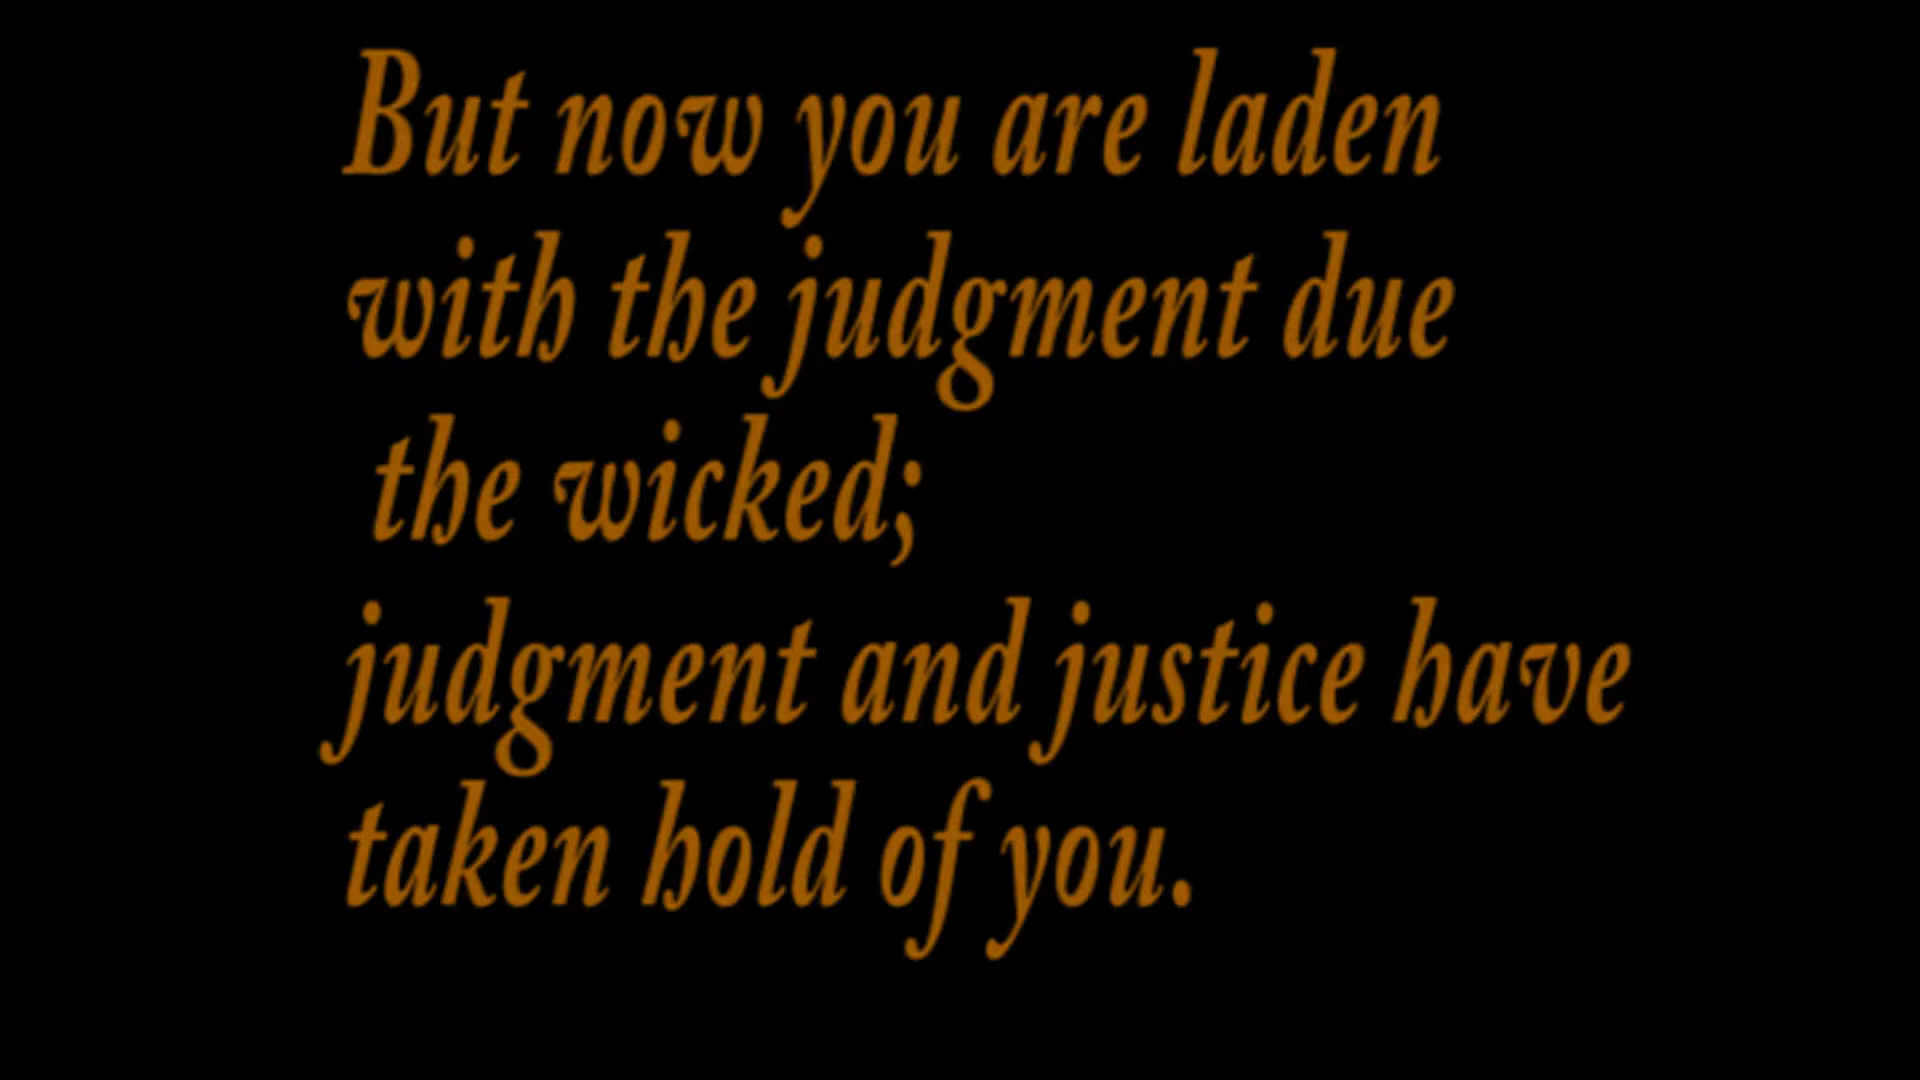 But now you are laden
with the judgment due
the wicked;
judgment and justice have
taken hold of you.